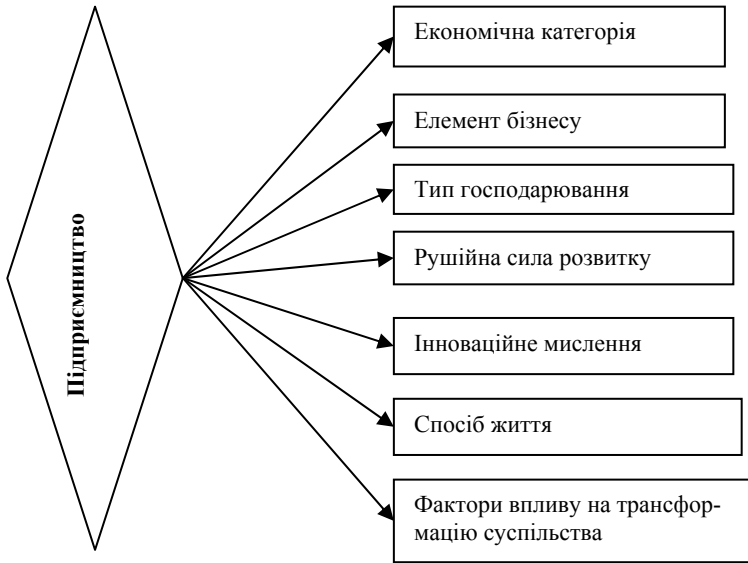 Підприємництво
Економічна категорія
Елемент бізнесу
Тип господарювання
Рушійна сила розвитку
Інноваційне мислення
Спосіб життя
Фактори впливу на трансфор-
мацію суспільства